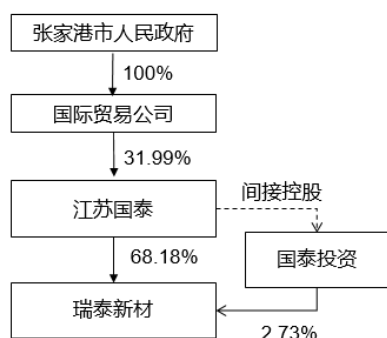 张家港市人民政府
100%
国际贸易公司
31.99%
间接控股
江苏国泰
68.18%
国泰投资
瑞泰新材
2.73%